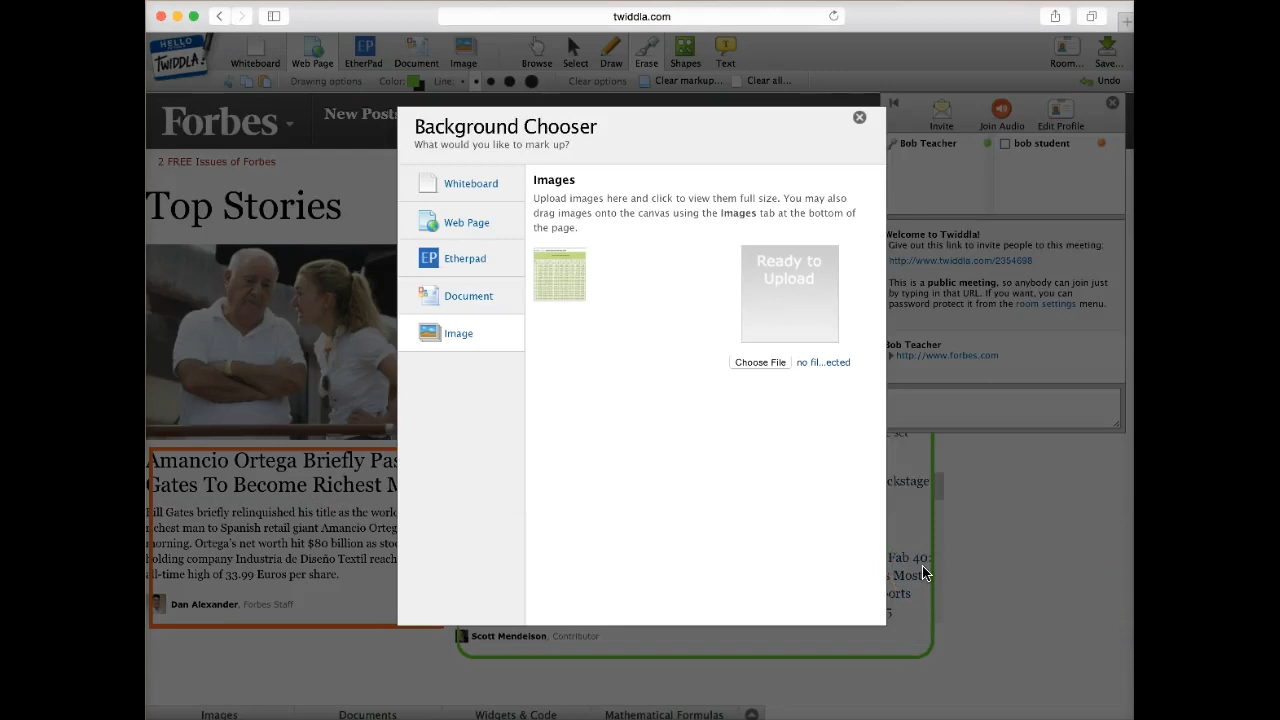 twiddla.com
HELLO
TWIDDLA!
Whiteboard Web Page EtherPad Document Image Browse Select Draw Erase Shapes Text Room... Save...
Drawing options Color: Line: Clear options Clear markup... Clear all... Undo
Forbes
New Post
2 FREE Issues of Forbes
Top Stories
Amancio Ortega Briefly Pas
Gates To Become Richest M
Bill Gates briefly relinquished his title as the worl
richest man to Spanish retail giant Amancio Orteg
morning. Ortega's net worth hit $80 billion as stoc
holding company Industria de Diseño Textil reach
all-time high of 33.99 Euros per share.
Dan Alexander, Forbes Staff
Background Chooser
What would you like to mark up?
Whiteboard
Web Page
EP Etherpad
Document
Image
Images
Upload images here and click to view them full size. You may also
drag images onto the canvas using the Images tab at the bottom of
the page.
Ready to
Upload
Choose File no fil...ected
Invite Join Audio Edit Profile
Bob Teacher bob student
Welcome to Twiddla!
Give out this link to invite people to this meeting:
http://www.twiddla.com/2354698
This is a public meeting, so anybody can join just
by typing in that URL. If you want, you can
password protect it from the room settings menu.
Bob Teacher
http://www.forbes.com
ckstage
Fab 40:
s Most
orts
5
Scott Mendelson, Contributor
Images Documents Widgets & Code Mathematical Formulas